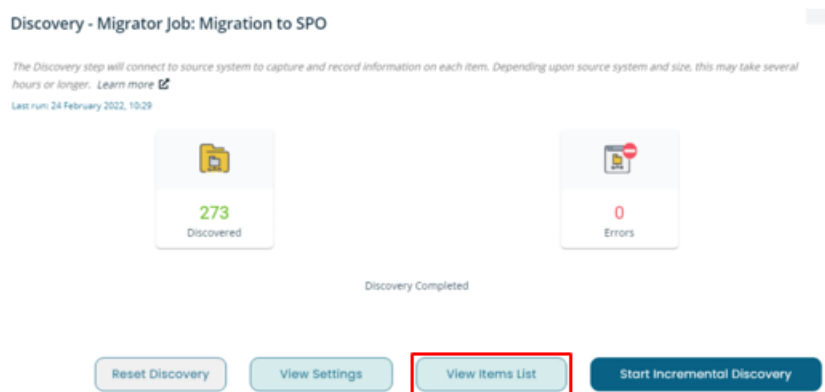 Discovery - Migrator Job: Migration to SPO
The Discovery step will connect to source system to capture and record information on each item. Depending upon source system and size, this may take several
hours or longer. Learn more
Last run: 24 February 2022, 10:29
273
Discovered
0
Errors
Discovery Completed
Reset Discovery
View Settings
View Items List
Start Incremental Discovery